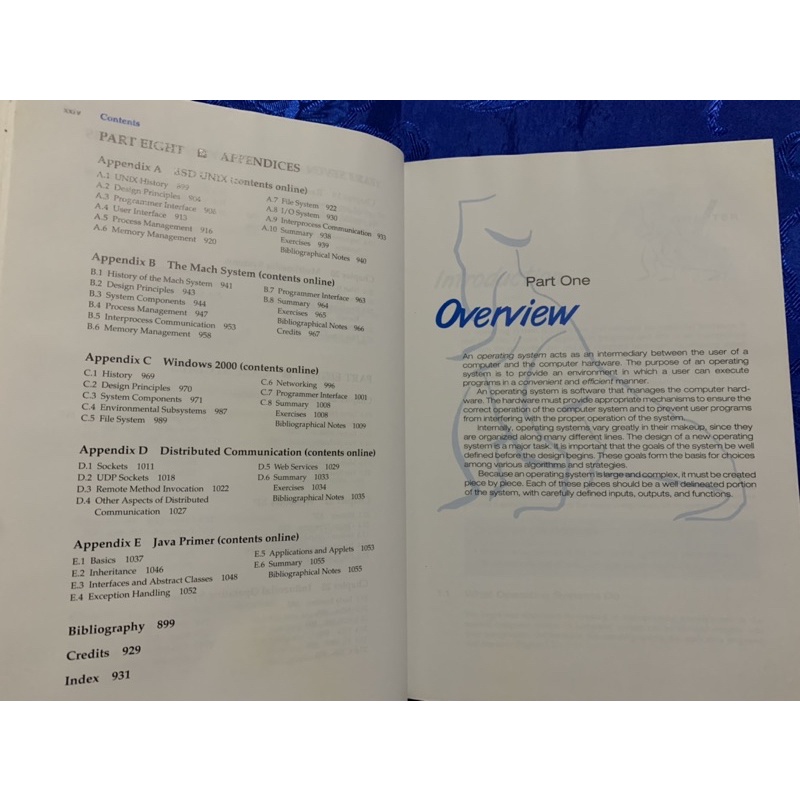 xxiv Contents
PART EIGHT APPENDICES
Appendix A BSD UNIX (contents online)
A.1 UNIX History 899
A.2 Design Principles 904
A.3 Programmer Interface 906
A.4 User Interface 913
A.5 Process Management 916
A.6 Memory Management 920
A.7 File System 922
A.8 I/O System 930
A.9 Interprocess Communication 933
A.10 Summary 938
Exercises 939
Bibliographical Notes 940
Appendix B The Mach System (contents online)
B.1 History of the Mach System 941
B.2 Design Principles 943
B.3 System Components 944
B.4 Process Management 947
B.5 Interprocess Communication 953
B.6 Memory Management 958
B.7 Programmer Interface 963
B.8 Summary 964
Exercises 965
Bibliographical Notes 966
Credits 967
Appendix C Windows 2000 (contents online)
C.1 History 969
C.2 Design Principles 970
C.3 System Components 971
C.4 Environmental Subsystems 987
C.5 File System 989
C.6 Networking 996
C.7 Programmer Interface 1001
C.8 Summary 1008
Exercises 1008
Bibliographical Notes 1009
Appendix D Distributed Communication (contents online)
D.1 Sockets 1011
D.2 UDP Sockets 1018
D.3 Remote Method Invocation 1022
D.4 Other Aspects of Distributed
Communication 1027
D.5 Web Services 1029
D.6 Summary 1033
Exercises 1034
Bibliographical Notes 1035
Appendix E Java Primer (contents online)
E.1 Basics 1037
E.2 Inheritance 1046
E.3 Interfaces and Abstract Classes 1048
E.4 Exception Handling 1052
E.5 Applications and Applets 1053
E.6 Summary 1055
Bibliographical Notes 1055
Bibliography 899
Credits 929
Index 931
Part One
Overview
An operating system acts as an intermediary between the user of a
computer and the computer hardware. The purpose of an operating
system is to provide an environment in which a user can execute
programs in a convenient and efficient manner.
An operating system is software that manages the computer hard-
ware. The hardware must provide appropriate mechanisms to ensure the
correct operation of the computer system and to prevent user programs
from interfering with the proper operation of the system.
Internally, operating systems vary greatly in their makeup, since they
are organized along many different lines. The design of a new operating
system is a major task. It is important that the goals of the system be well
defined before the design begins. These goals form the basis for choices
among various algorithms and strategies.
Because an operating system is large and complex, it must be created
piece by piece. Each of these pieces should be a well delineated portion
of the system, with carefully defined inputs, outputs, and functions.